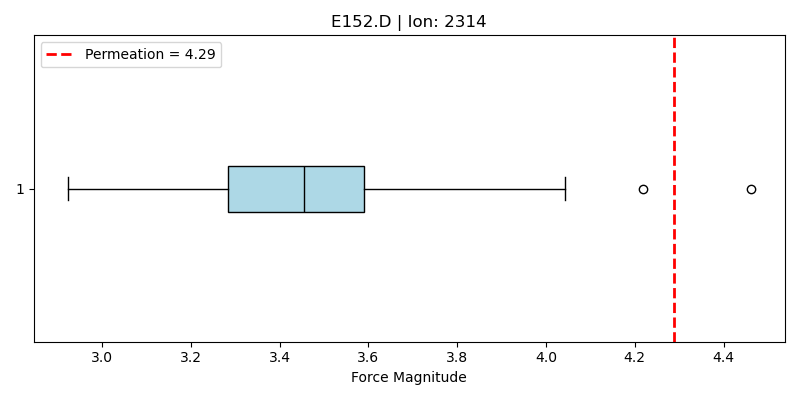 E152.D | Ion: 2314
Permeation = 4.29
1
3.0 3.2 3.4 3.6 3.8 4.0 4.2 4.4
Force Magnitude